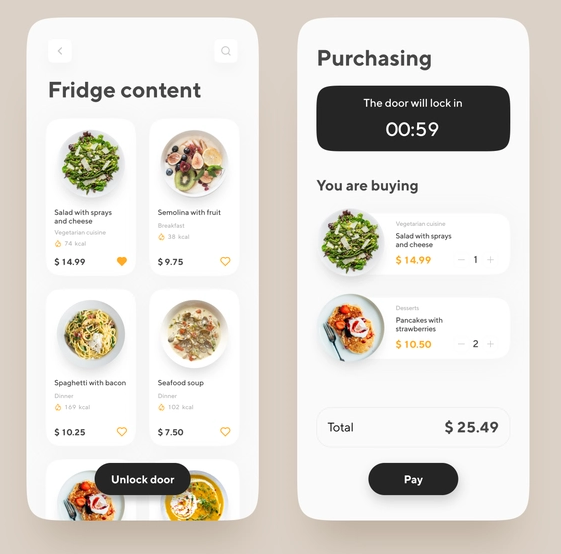 Fridge content
Salad with sprays
and cheese
Vegetarian cuisine
74 kcal
$ 14.99
Semolina with fruit
Breakfast
38 kcal
$ 9.75
Spaghetti with bacon
Dinner
169 kcal
$ 10.25
Seafood soup
Dinner
102 kcal
$ 7.50
Unlock door
Purchasing
The door will lock in
00:59
You are buying
Vegetarian cuisine
Salad with sprays
and cheese
$ 14.99
— 1 +
Desserts
Pancakes with
strawberries
$ 10.50
— 2 +
Total $ 25.49
Pay